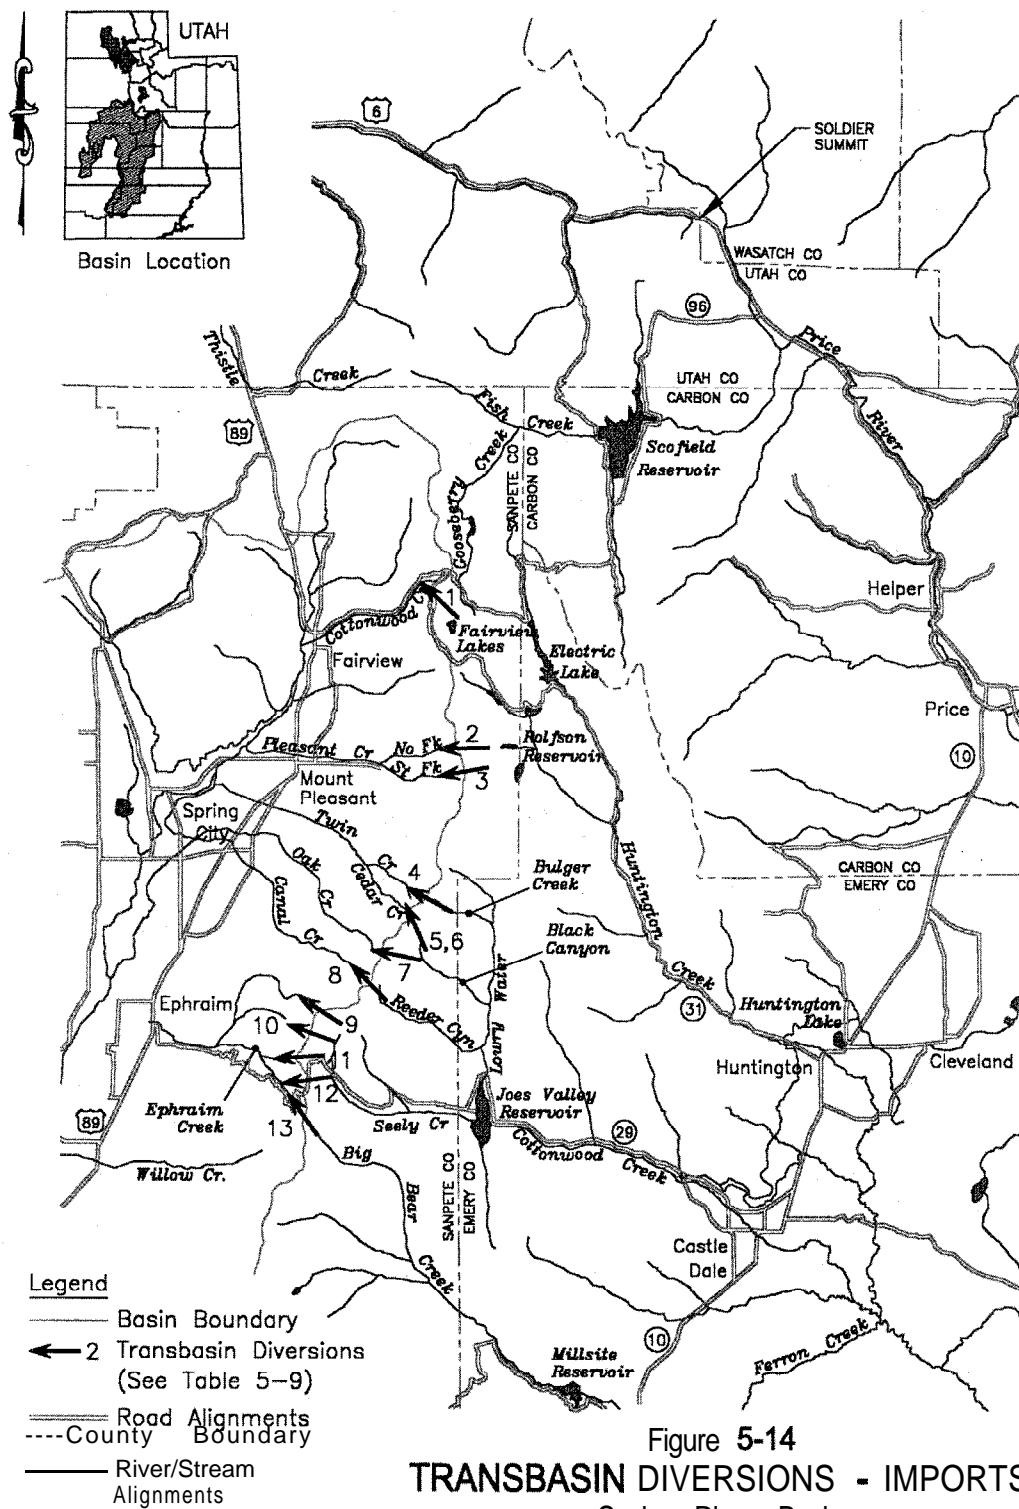 UTAH
Basin Location
6
SOLDIER
SUMMIT
WASATCH CO
UTAH CO
96
Price
River
Thistle
Creek
UTAH CO
CARBON CO
Fish
Creek
89
Gooseberry Creek
SANPETE CO
CARBON CO
Scofield
Reservoir
Helper
1
Cottonwood C
Fairview
Lakes
Fairview
Electric
Lake
Price
Pleasant Cr
No Fk
2
St Fk
3
Rolfson
Reservoir
10
Mount
Pleasant
Spring
City
Twin
Cr
Oak
Cr
Cedar Cr
Canal
Cr
4
Bulger
Creek
Huntington
Creek
CARBON CO
EMERY CO
5,6
Black
Canyon
7
8
Reeder Cyn
Lowry Water
Ephraim
9
10
11
12
31
Huntington
Lake
Huntington
Cleveland
Ephraim
Creek
13
Seely Cr
Joes Valley
Reservoir
29
Cottonwood
Creek
89
Willow Cr.
Big
Bear
Creek
SANPETE CO
EMERY CO
Castle
Dale
10
Ferron Creek
Millsite
Reservoir
Legend
Basin Boundary
2 Transbasin Diversions
(See Table 5-9)
Road Alignments
County Boundary
River/Stream
Alignments
Figure 5-14
TRANSBASIN DIVERSIONS - IMPORTS